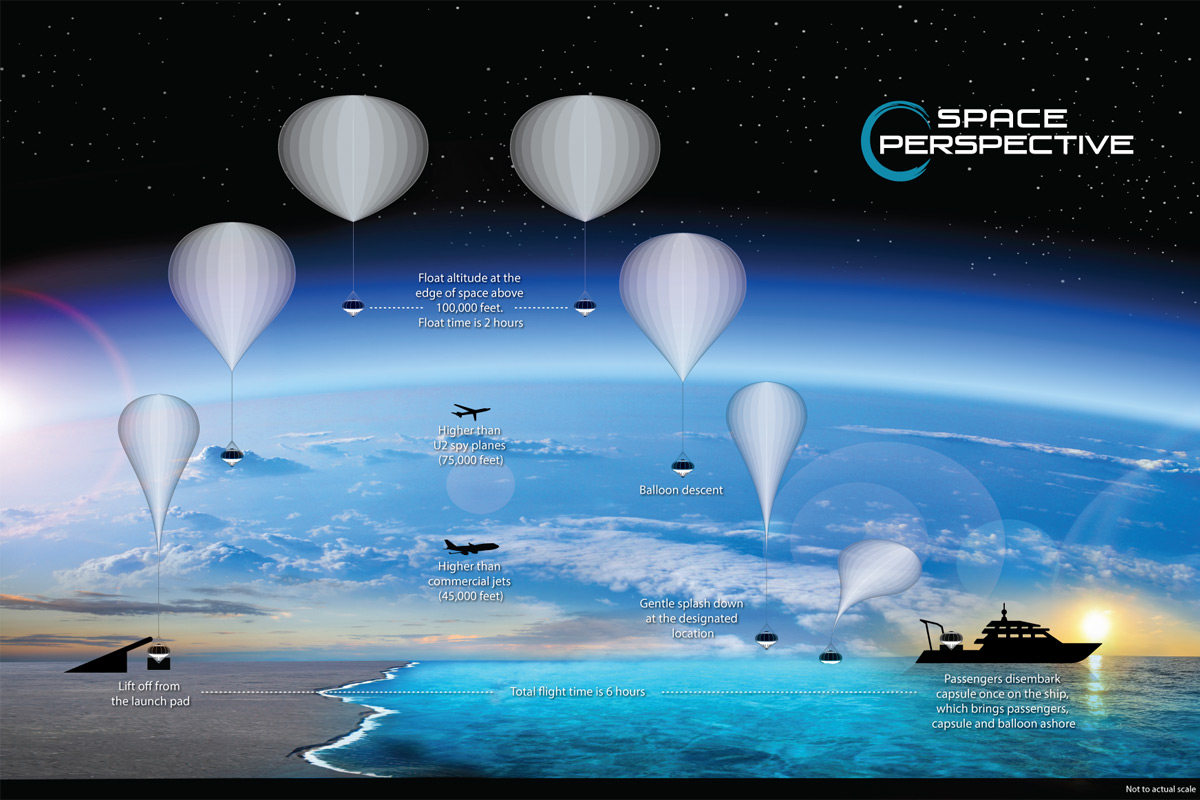 SPACE
PERSPECTIVE
Float altitude at the
edge of space above
100,000 feet.
Float time is 2 hours
Higher than
U2 spy planes
(75,000 feet)
Balloon descent
Higher than
commercial jets
(45,000 feet)
Gentle splash down
at the designated
location
Lift off from
the launch pad
Total flight time is 6 hours
Passengers disembark
capsule once on the ship,
which brings passengers,
capsule and balloon ashore
Not to actual scale